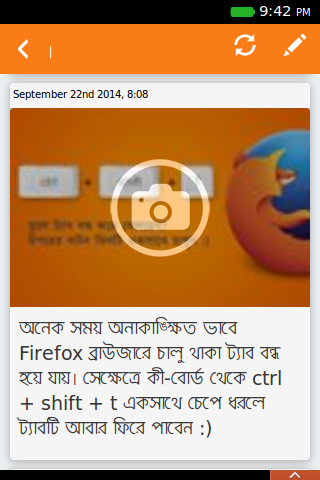 9:42 PM
September 22nd 2014, 8:08
ctrl + shift +
অনেক সময় অনাকাঙ্ক্ষিত ভাবে
Firefox ব্রাউজারে চালু থাকা ট্যাব বন্ধ
হয়ে যায়। সেক্ষেত্রে কী-বোর্ড থেকে ctrl
+ shift + t একসাথে চেপে ধরলে
ট্যাবটি আবার ফিরে পাবেন :)